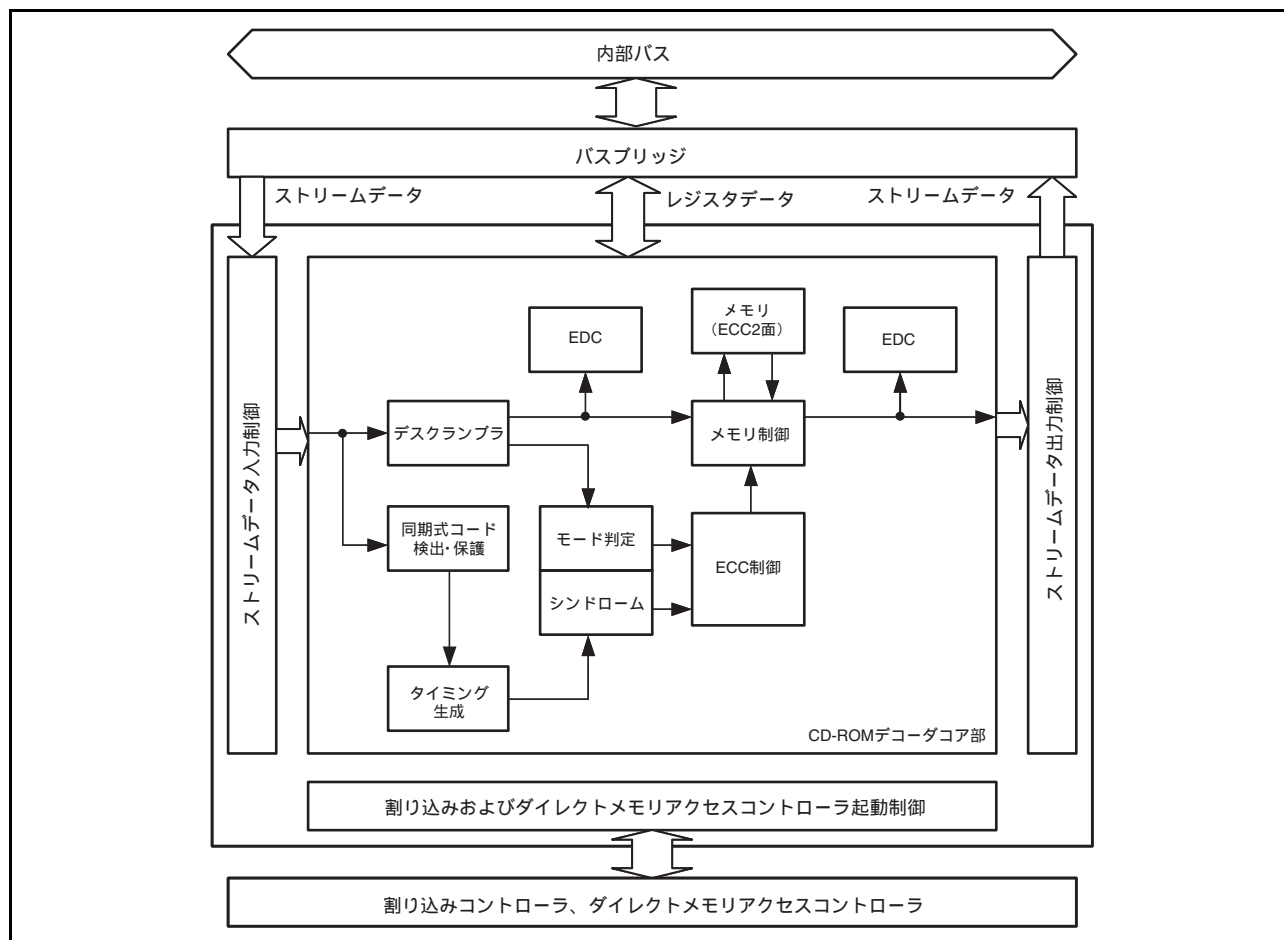 内部バス
バスブリッジ
ストリームデータ
レジスタデータ
ストリームデータ
ストリームデータ入力制御
EDC
メモリ
(ECC2面)
EDC
デスクランブラ
メモリ制御
同期式コード
検出・保護
モード判定
シンドローム
ECC制御
タイミング
生成
CD-ROMデコーダコア部
ストリームデータ出力制御
割り込みおよびダイレクトメモリアクセスコントローラ起動制御
割り込みコントローラ、ダイレクトメモリアクセスコントローラ